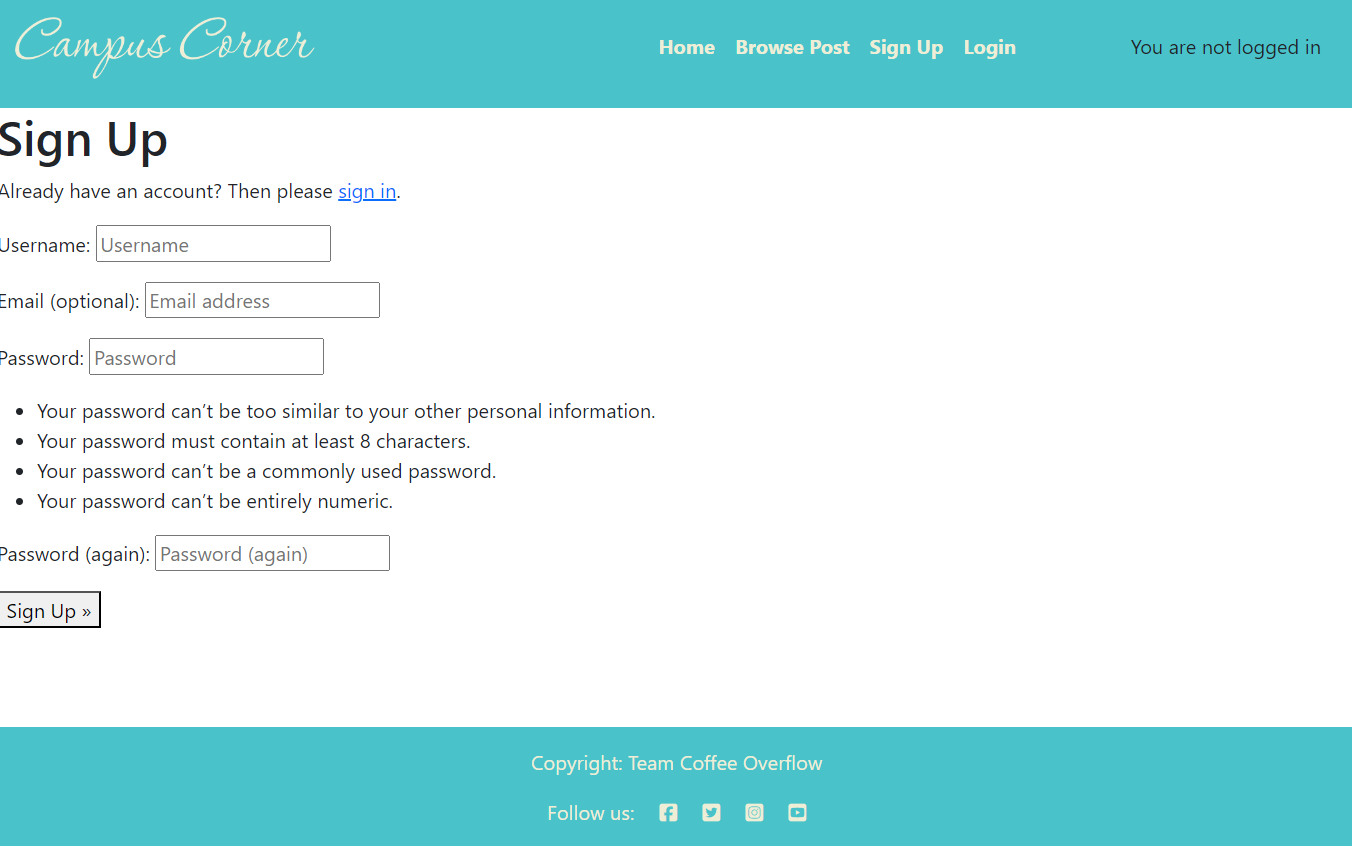 Campus Corner
Home Browse Post Sign Up Login
You are not logged in
Sign Up
Already have an account? Then please sign in.
Username: Username
Email (optional): Email address
Password: Password
• Your password can’t be too similar to your other personal information.
• Your password must contain at least 8 characters.
• Your password can’t be a commonly used password.
• Your password can’t be entirely numeric.
Password (again): Password (again)
Sign Up »
Copyright: Team Coffee Overflow
Follow us: